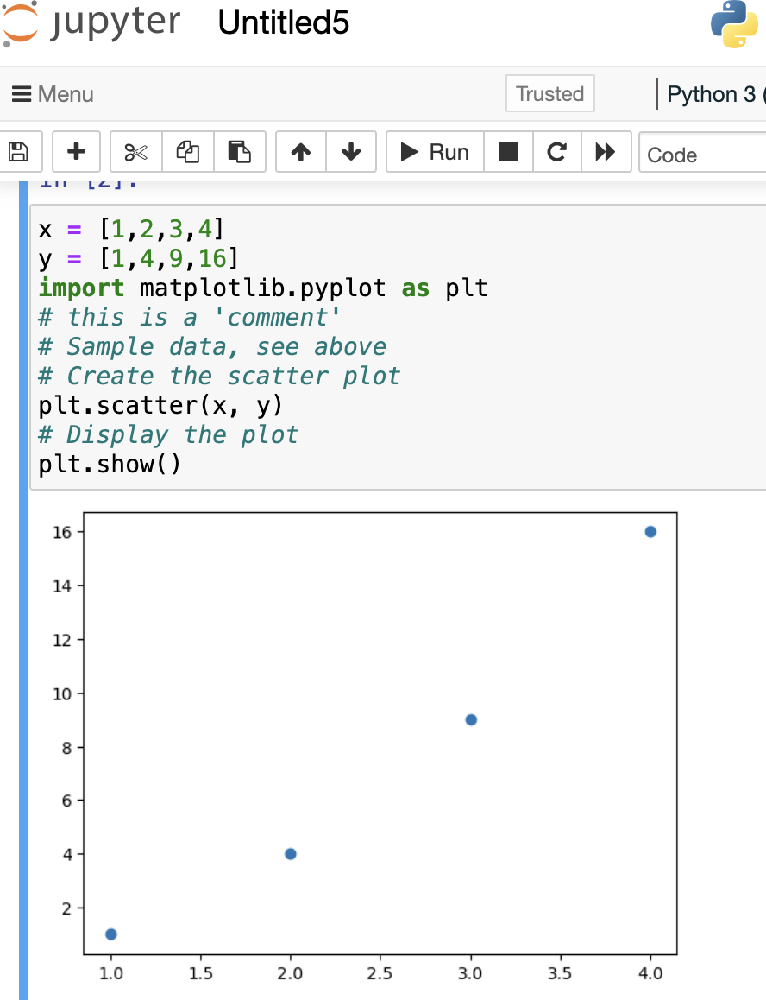 jupyter Untitled5
Menu Trusted Python 3 (
Run Code
In [2]:
x = [1,2,3,4]
y = [1,4,9,16]
import matplotlib.pyplot as plt
# this is a 'comment'
# Sample data, see above
# Create the scatter plot
plt.scatter(x, y)
# Display the plot
plt.show()
16
14
12
10
8
6
4
2
1.0 1.5 2.0 2.5 3.0 3.5 4.0